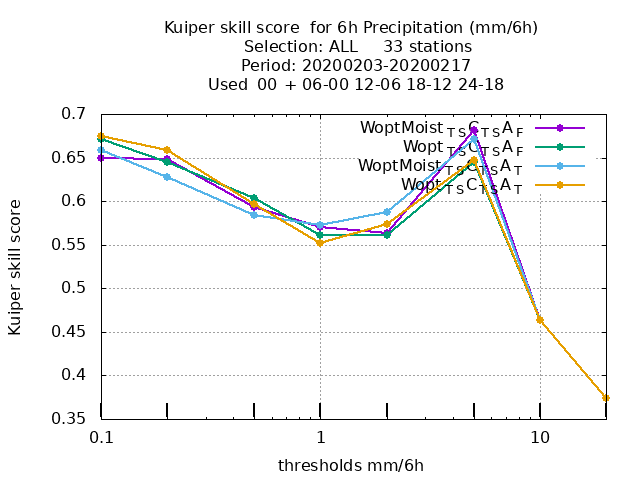 Kuiper skill score  for 6h Precipitation (mm/6h)
Selection: ALL     33 stations
Period: 20200203-20200217
Used  00 + 06-00 12-06 18-12 24-18
WoptMoist TSCTSAF
Wopt TSCTSAF
WoptMoist TSCTSAT
Wopt TSCTSAT
0.7
0.65
0.6
0.55
0.5
0.45
0.4
0.35
Kuiper skill score
0.1 1 10
thresholds mm/6h